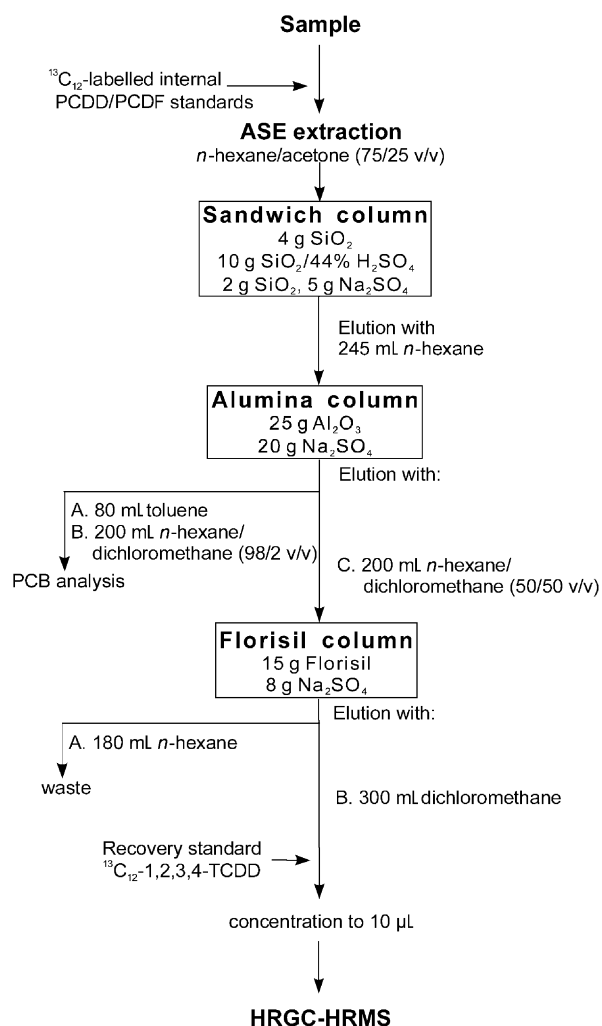 Sample
¹³C₁₂-labelled internal
PCDD/PCDF standards
ASE extraction
n-hexane/acetone (75/25 v/v)
Sandwich column
4 g SiO₂
10 g SiO₂/44% H₂SO₄
2 g SiO₂, 5 g Na₂SO₄
Elution with
245 mL n-hexane
Alumina column
25 g Al₂O₃
20 g Na₂SO₄
Elution with:
A. 80 mL toluene
B. 200 mL n-hexane/
dichloromethane (98/2 v/v)
PCB analysis
C. 200 mL n-hexane/
dichloromethane (50/50 v/v)
Florisil column
15 g Florisil
8 g Na₂SO₄
Elution with:
A. 180 mL n-hexane
waste
B. 300 mL dichloromethane
Recovery standard
¹³C₁₂-1,2,3,4-TCDD
concentration to 10 µL
HRGC-HRMS